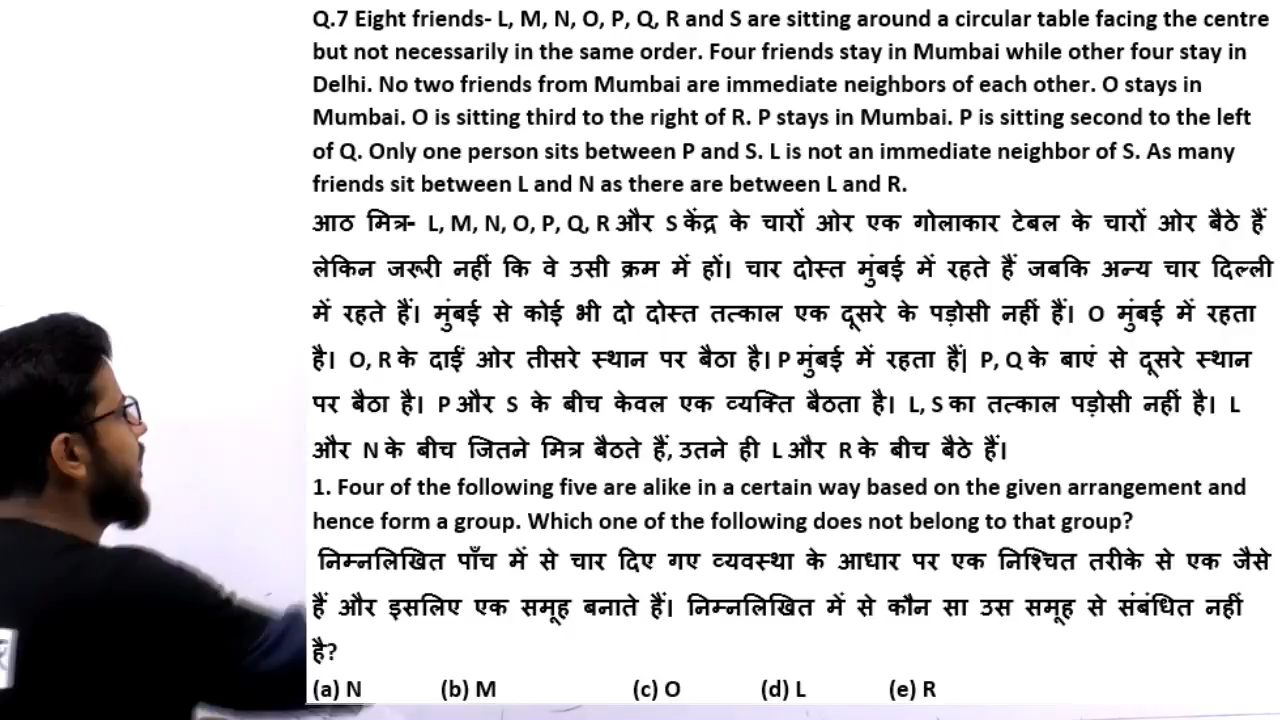 Q.7 Eight friends- L, M, N, O, P, Q, R and S are sitting around a circular table facing the centre
but not necessarily in the same order. Four friends stay in Mumbai while other four stay in
Delhi. No two friends from Mumbai are immediate neighbors of each other. O stays in
Mumbai. O is sitting third to the right of R. P stays in Mumbai. P is sitting second to the left
of Q. Only one person sits between P and S. L is not an immediate neighbor of S. As many
friends sit between L and N as there are between L and R.
आठ मित्र- L, M, N, O, P, Q, R और S केंद्र के चारों ओर एक गोलाकार टेबल के चारों ओर बैठे हैं
लेकिन जरूरी नहीं कि वे उसी क्रम में हों। चार दोस्त मुंबई में रहते हैं जबकि अन्य चार दिल्ली
में रहते हैं। मुंबई से कोई भी दो दोस्त तत्काल एक दूसरे के पड़ोसी नहीं हैं। O मुंबई में रहता
है। O, R के दाईं ओर तीसरे स्थान पर बैठा है। P मुंबई में रहता हैं| P, Q के बाएं से दूसरे स्थान
पर बैठा है। P और S के बीच केवल एक व्यक्ति बैठता है। L, S का तत्काल पड़ोसी नहीं है। L
और N के बीच जितने मित्र बैठते हैं, उतने ही L और R के बीच बैठे हैं।
1. Four of the following five are alike in a certain way based on the given arrangement and
hence form a group. Which one of the following does not belong to that group?
निम्नलिखित पाँच में से चार दिए गए व्यवस्था के आधार पर एक निश्चित तरीके से एक जैसे
हैं और इसलिए एक समूह बनाते हैं। निम्नलिखित में से कौन सा उस समूह से संबंधित नहीं
है?
(a) N (b) M (c) O (d) L (e) R